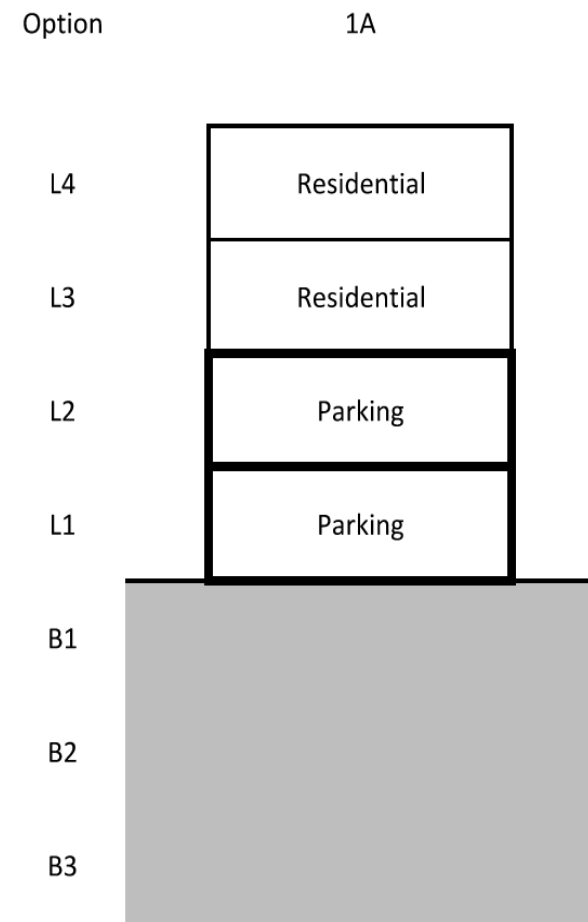 Option 1A
L4 Residential
L3 Residential
L2 Parking
L1 Parking
B1
B2
B3